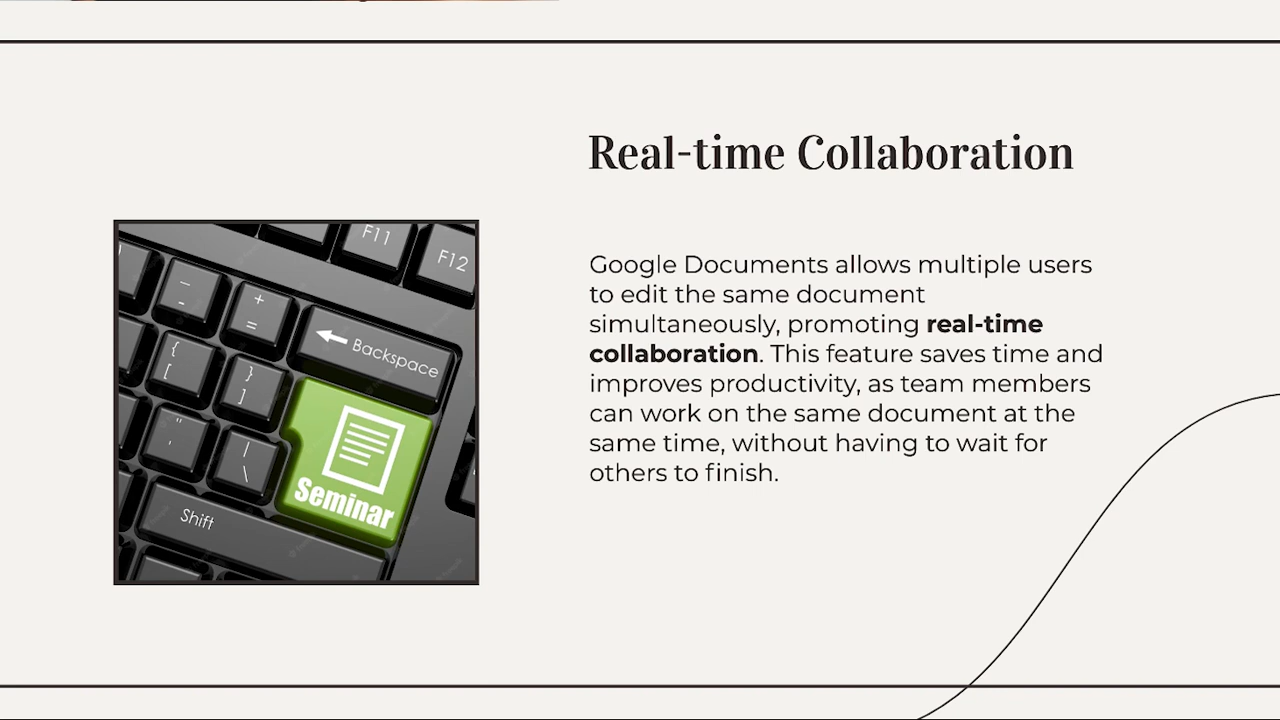 Real-time Collaboration
Google Documents allows multiple users
to edit the same document
simultaneously, promoting real-time
collaboration. This feature saves time and
improves productivity, as team members
can work on the same document at the
same time, without having to wait for
others to finish.
F11
F12
_
-
+
=
Backspace
{
[
}
]
"
'
|
\
Seminar
Shift